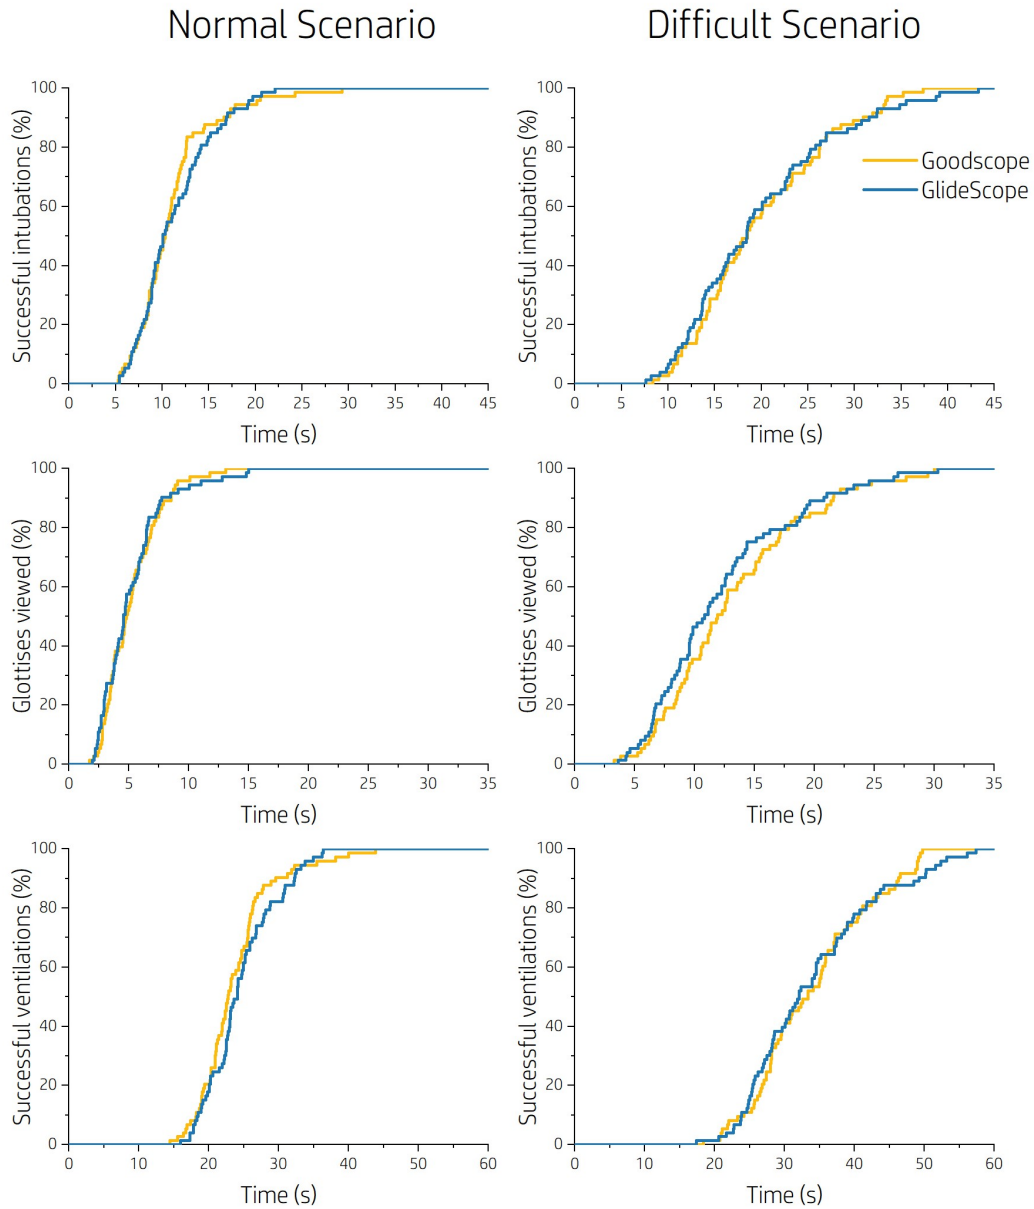 Normal Scenario
Difficult Scenario
Successful intubations (%)
100
80
60
40
20
0
0 5 10 15 20 25 30 35 40 45
Time (s)
Successful intubations (%)
100
80
60
40
20
0
0 5 10 15 20 25 30 35 40 45
Time (s)
Goodscope
GlideScope
Glottises viewed (%)
100
80
60
40
20
0
0 5 10 15 20 25 30 35
Time (s)
Glottises viewed (%)
100
80
60
40
20
0
0 5 10 15 20 25 30 35
Time (s)
Successful ventilations (%)
100
80
60
40
20
0
0 10 20 30 40 50 60
Time (s)
Successful ventilations (%)
100
80
60
40
20
0
0 10 20 30 40 50 60
Time (s)